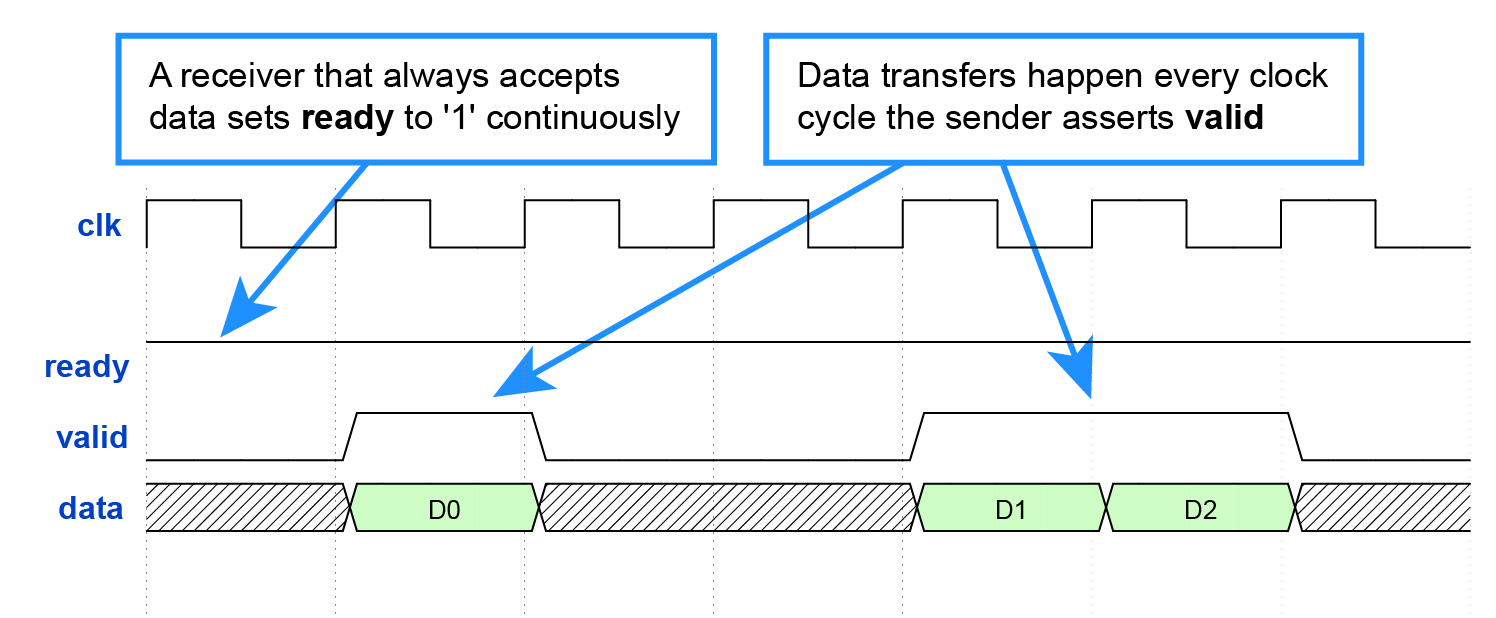 A receiver that always accepts
data sets ready to '1' continuously
Data transfers happen every clock
cycle the sender asserts valid
clk
ready
valid
data
D0
D1
D2